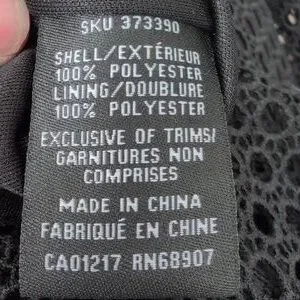 SKU 373390
SHELL/EXTÉRIEUR
100% POLYESTER
LINING/DOUBLURE
100% POLYESTER
EXCLUSIVE OF TRIMS/
GARNITURES NON
COMPRISES
MADE IN CHINA
FABRIQUÉ EN CHINE
CA01217 RN68907